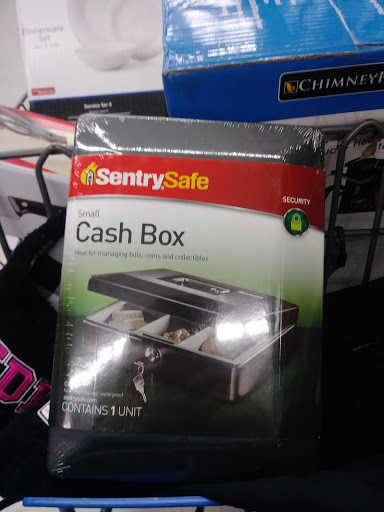 Dinnerware
Set
Service for 4
CHIMNEY
SentrySafe
SECURITY
Small
Cash Box
Ideal for managing bills, coins and collectibles
CONTAINS 1 UNIT